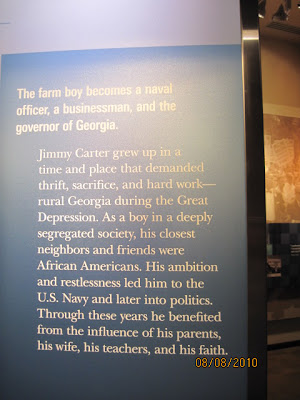 The farm boy becomes a naval
officer, a businessman, and the
governor of Georgia.
Jimmy Carter grew up in a
time and place that demanded
thrift, sacrifice, and hard work—
rural Georgia during the Great
Depression. As a boy in a deeply
segregated society, his closest
neighbors and friends were
African Americans. His ambition
and restlessness led him to the
U.S. Navy and later into politics.
Through these years he benefited
from the influence of his parents,
his wife, his teachers, and his faith.
08/08/2010